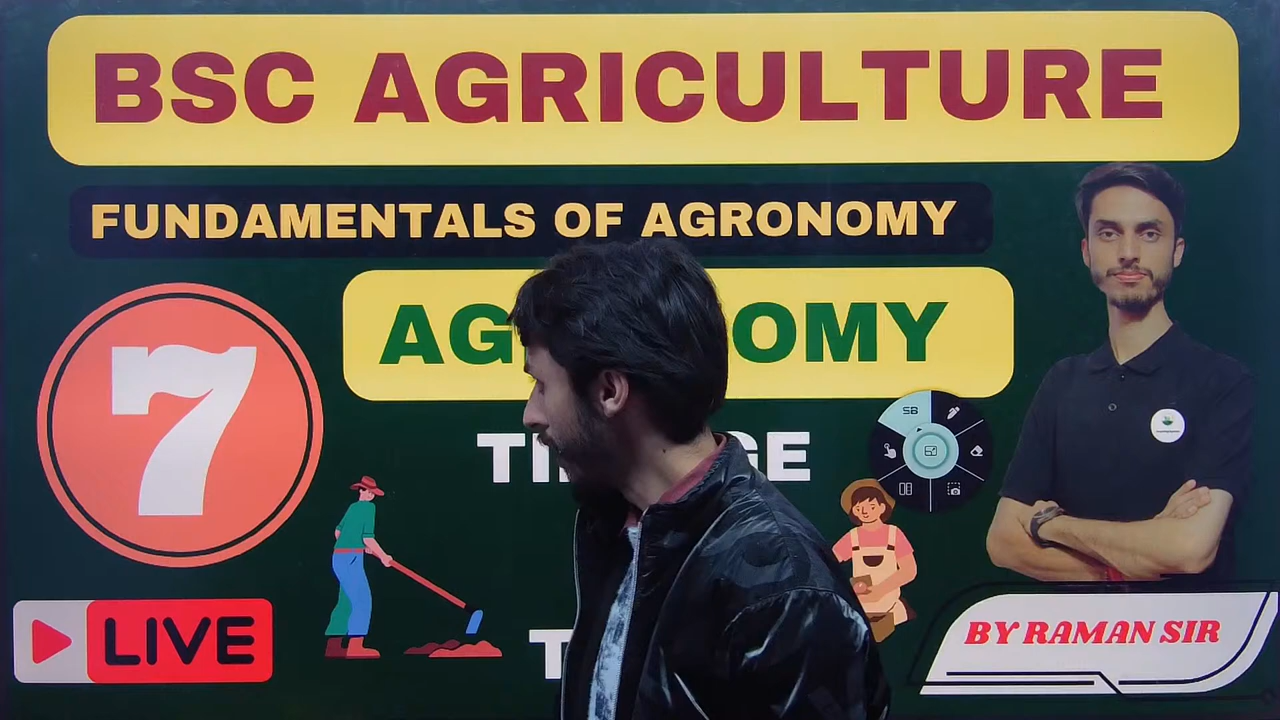 BSC AGRICULTURE
FUNDAMENTALS OF AGRONOMY
7
LIVE
SB
BY RAMAN SIR